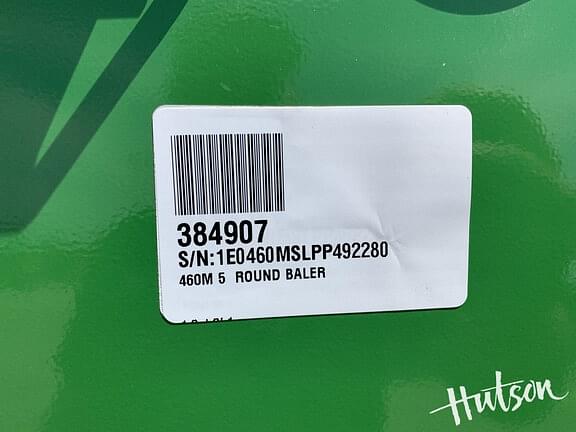 384907
S/N:1E0460MSLPP492280
460M 5 ROUND BALER
Hutson